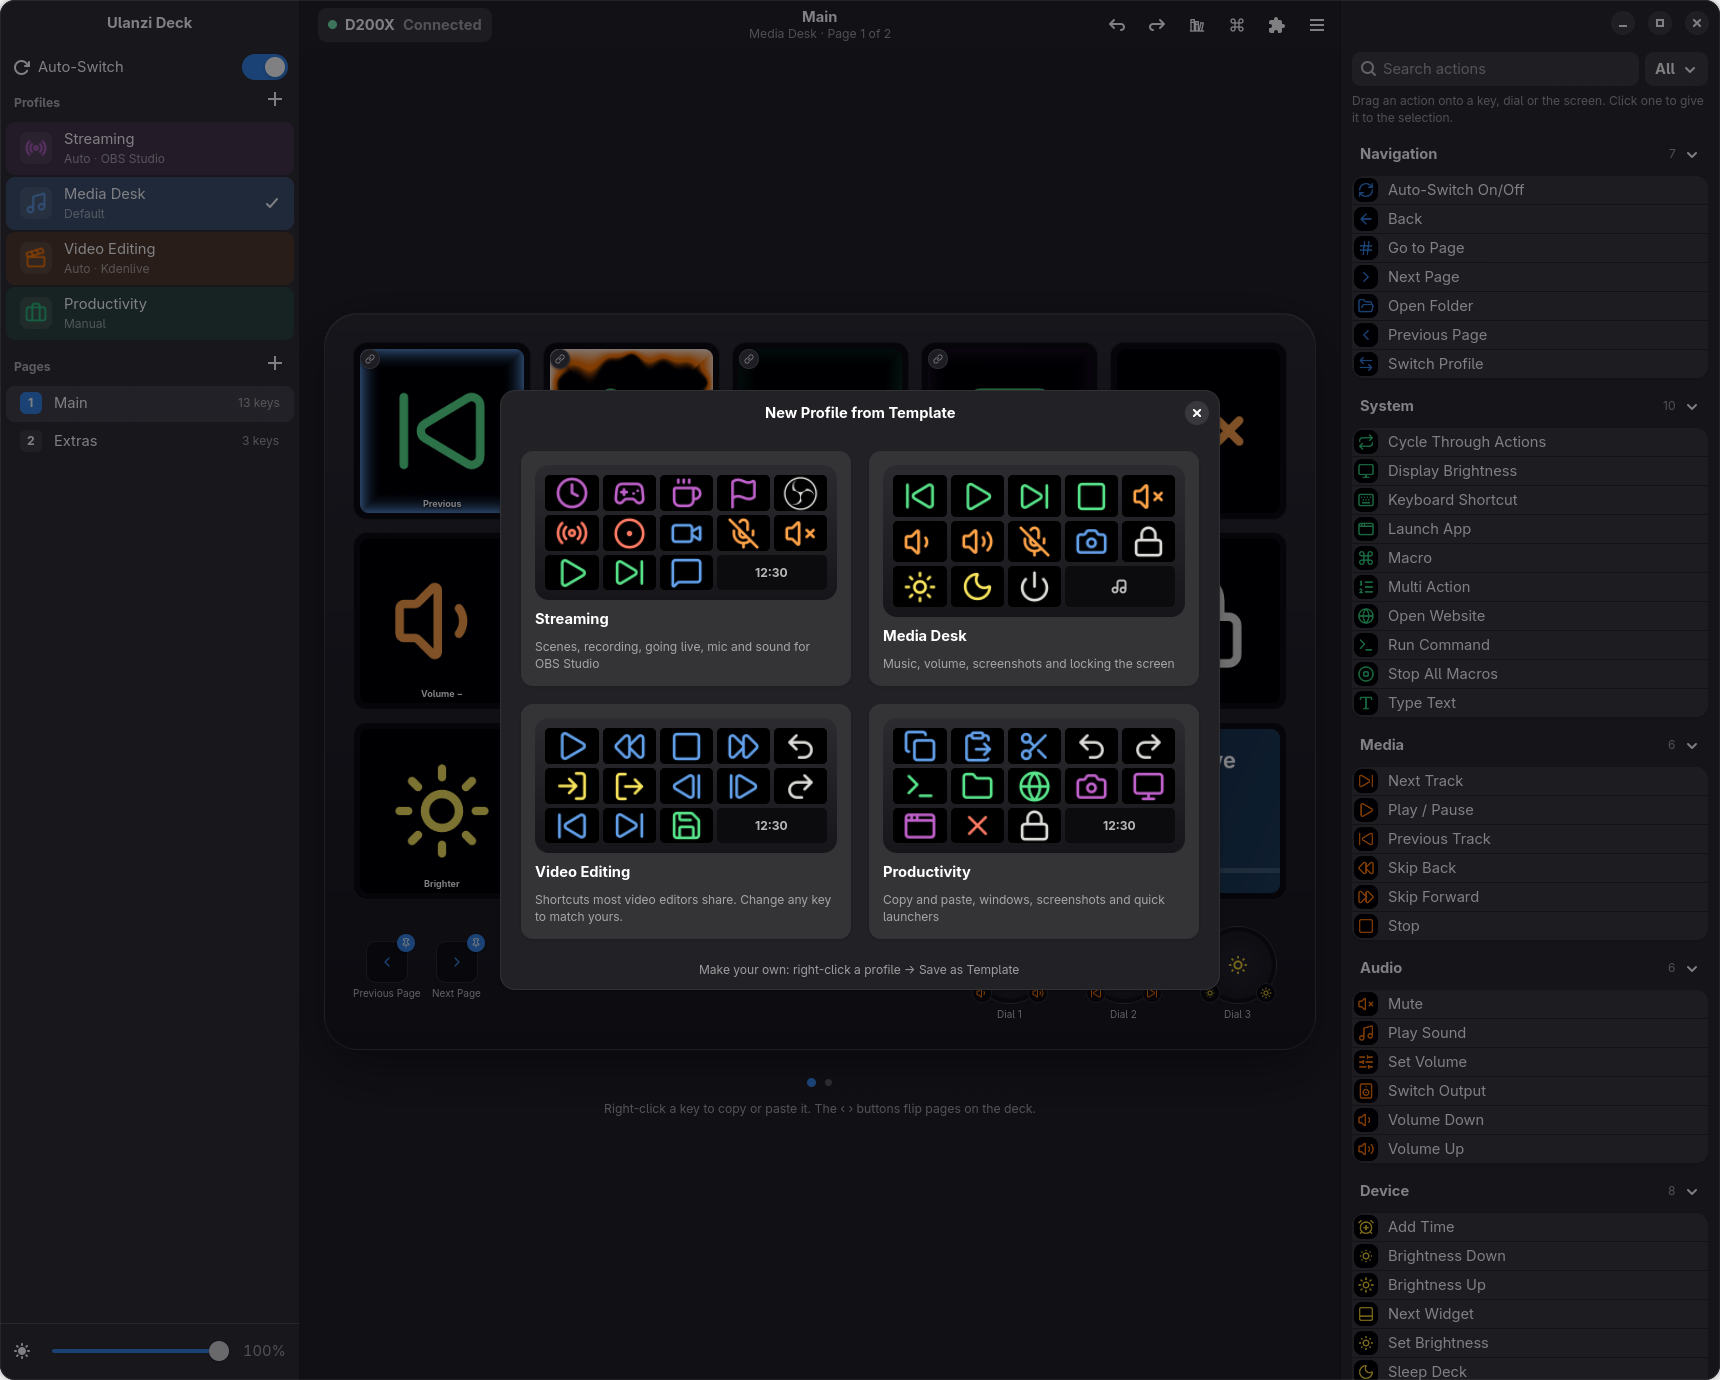 Ulanzi Deck
Auto-Switch
Profiles
Streaming
Auto · OBS Studio
Media Desk
Default
Video Editing
Auto · Kdenlive
Productivity
Manual
Pages
1 Main 13 keys
2 Extras 3 keys
100%
D200X Connected
Main
Media Desk · Page 1 of 2
Previous
Volume –
Brighter
Previous Page
Next Page
Dial 1
Dial 2
Dial 3
Right-click a key to copy or paste it. The ‹ › buttons flip pages on the deck.
New Profile from Template
12:30
Streaming
Scenes, recording, going live, mic and sound for
OBS Studio
Media Desk
Music, volume, screenshots and locking the screen
12:30
Video Editing
Shortcuts most video editors share. Change any key
to match yours.
12:30
Productivity
Copy and paste, windows, screenshots and quick
launchers
Make your own: right-click a profile → Save as Template
Search actions
All
Drag an action onto a key, dial or the screen. Click one to give
it to the selection.
Navigation 7
Auto-Switch On/Off
Back
Go to Page
Next Page
Open Folder
Previous Page
Switch Profile
System 10
Cycle Through Actions
Display Brightness
Keyboard Shortcut
Launch App
Macro
Multi Action
Open Website
Run Command
Stop All Macros
Type Text
Media 6
Next Track
Play / Pause
Previous Track
Skip Back
Skip Forward
Stop
Audio 6
Mute
Play Sound
Set Volume
Switch Output
Volume Down
Volume Up
Device 8
Add Time
Brightness Down
Brightness Up
Next Widget
Set Brightness
Sleep Deck